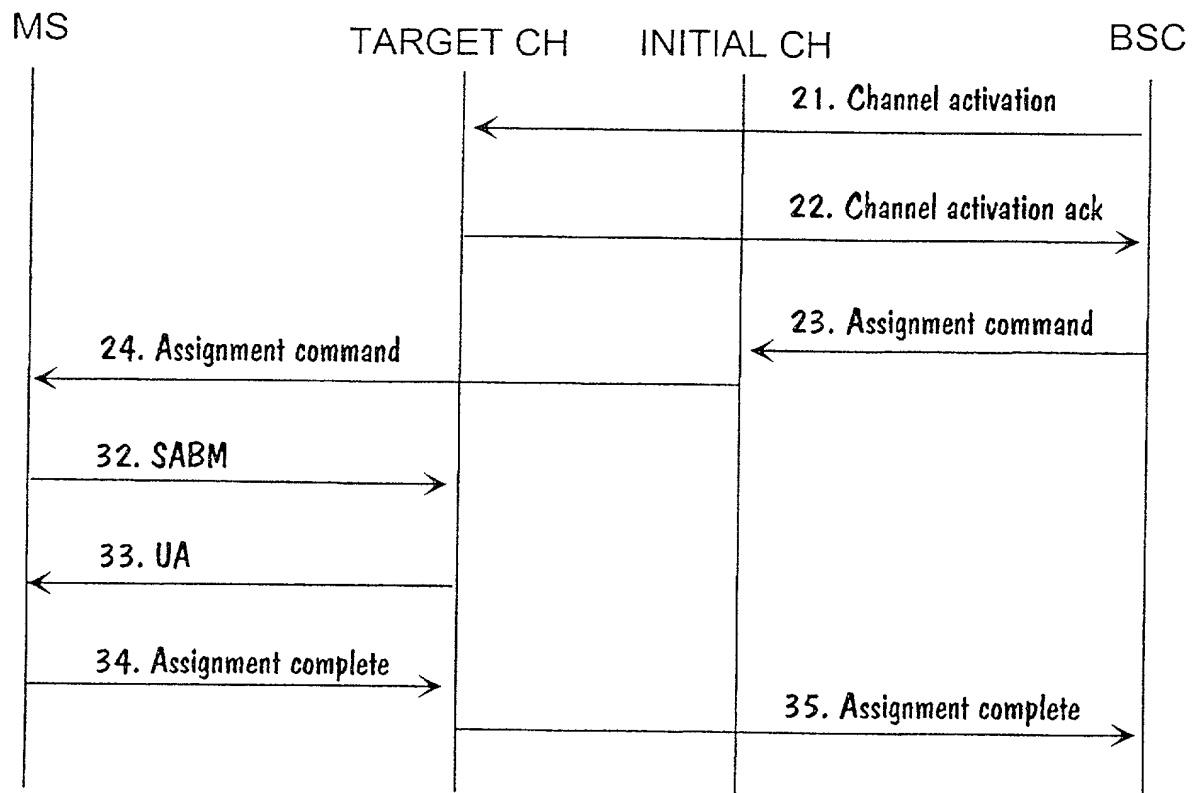 MS
TARGET CH
INITIAL CH
BSC
21. Channel activation
22. Channel activation ack
23. Assignment command
24. Assignment command
32. SABM
33. UA
34. Assignment complete
35. Assignment complete